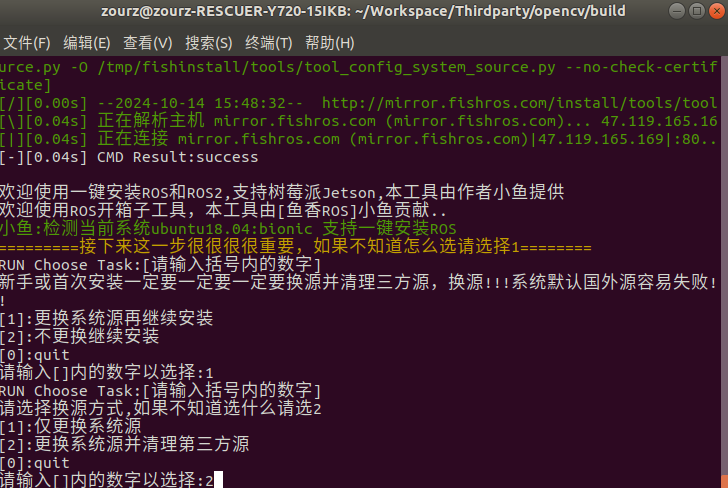 zourz@zourz-RESCUER-Y720-15IKB: ~/Workspace/Thirdparty/opencv/build
文件(F) 编辑(E) 查看(V) 搜索(S) 终端(T) 帮助(H)
urce.py -O /tmp/fishinstall/tools/tool_config_system_source.py --no-check-certif
icate]
[/][0.00s] --2024-10-14 15:48:32-- http://mirror.fishros.com/install/tools/tool
[\][0.04s] 正在解析主机 mirror.fishros.com (mirror.fishros.com)... 47.119.165.16
[|][0.04s] 正在连接 mirror.fishros.com (mirror.fishros.com)|47.119.165.169|:80..
[-][0.04s] CMD Result:success
欢迎使用一键安装ROS和ROS2,支持树莓派Jetson,本工具由作者小鱼提供
欢迎使用ROS开箱子工具，本工具由[鱼香ROS]小鱼贡献..
小鱼:检测当前系统ubuntu18.04:bionic 支持一键安装ROS
=========接下来这一步很很很很重要，如果不知道怎么选请选择1========
RUN Choose Task:[请输入括号内的数字]
新手或首次安装一定要一定要一定要换源并清理三方源，换源!!!系统默认国外源容易失败!
!
[1]:更换系统源再继续安装
[2]:不更换继续安装
[0]:quit
请输入[]内的数字以选择:1
RUN Choose Task:[请输入括号内的数字]
请选择换源方式,如果不知道选什么请选2
[1]:仅更换系统源
[2]:更换系统源并清理第三方源
[0]:quit
请输入[]内的数字以选择:2